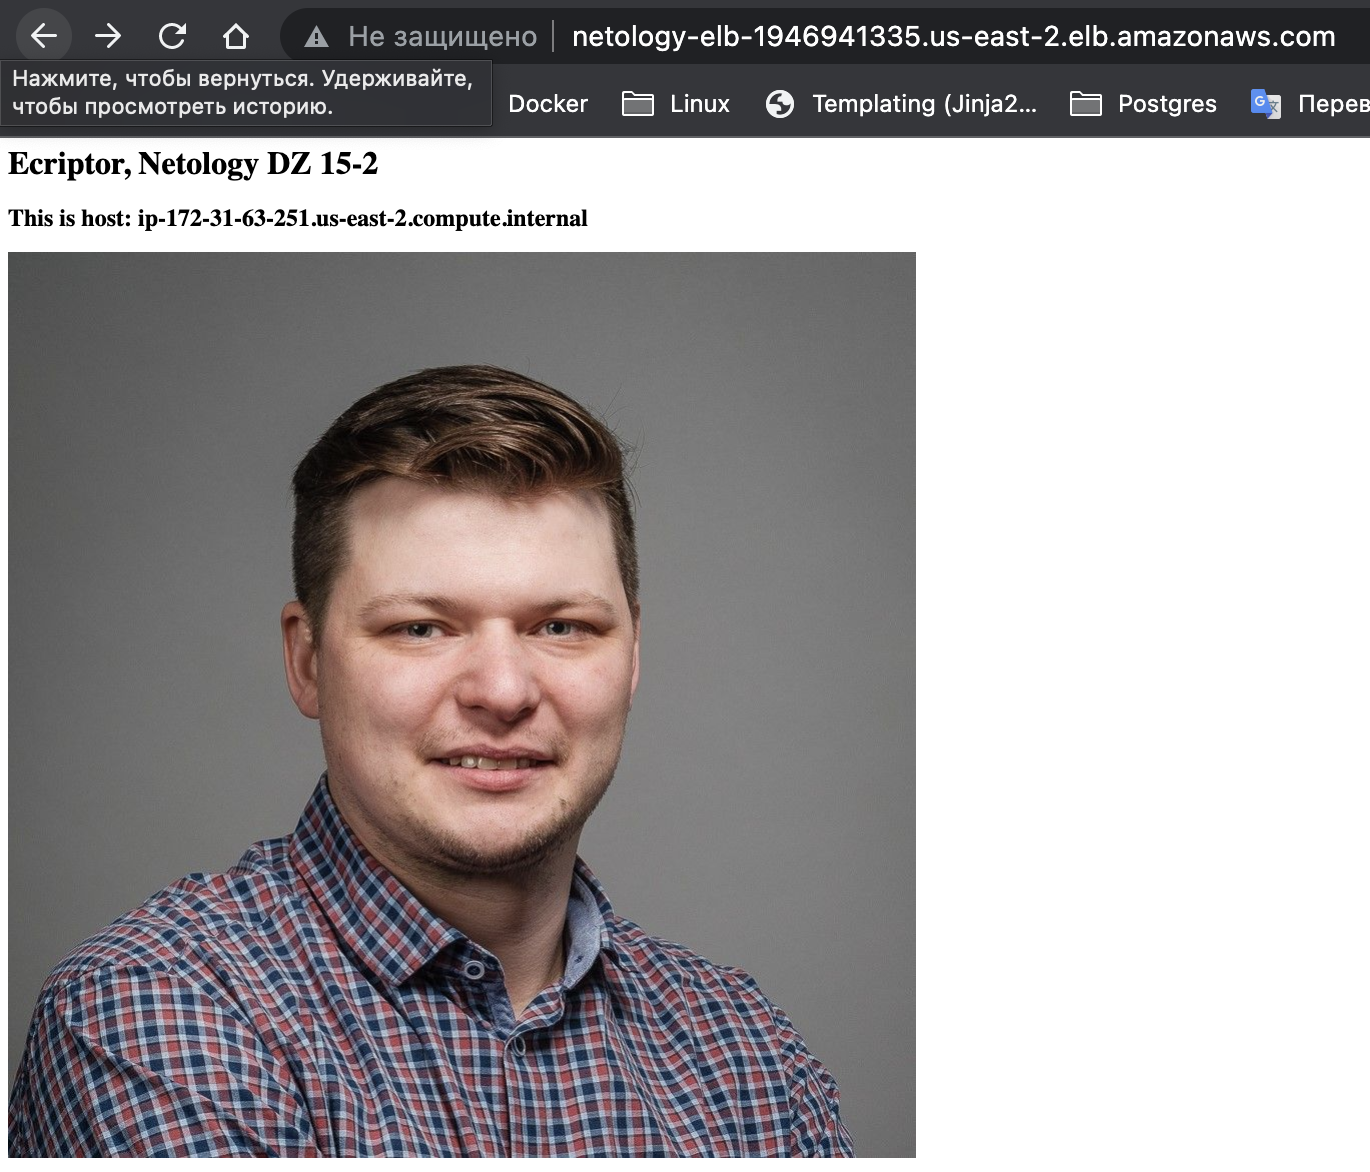 Не защищено netology-elb-1946941335.us-east-2.elb.amazonaws.com
Нажмите, чтобы вернуться. Удерживайте,
чтобы просмотреть историю.
Docker Linux Templating (Jinja2... Postgres Перев
Ecriptor, Netology DZ 15-2
This is host: ip-172-31-63-251.us-east-2.compute.internal